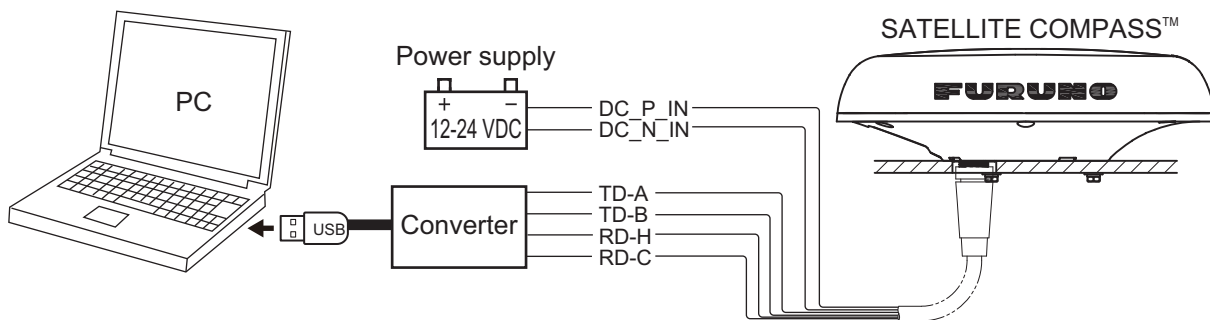 SATELLITE COMPASS™
Power supply
PC
FURUNO
+ −
12-24 VDC
DC_P_IN
DC_N_IN
TD-A
TD-B
RD-H
RD-C
USB
Converter